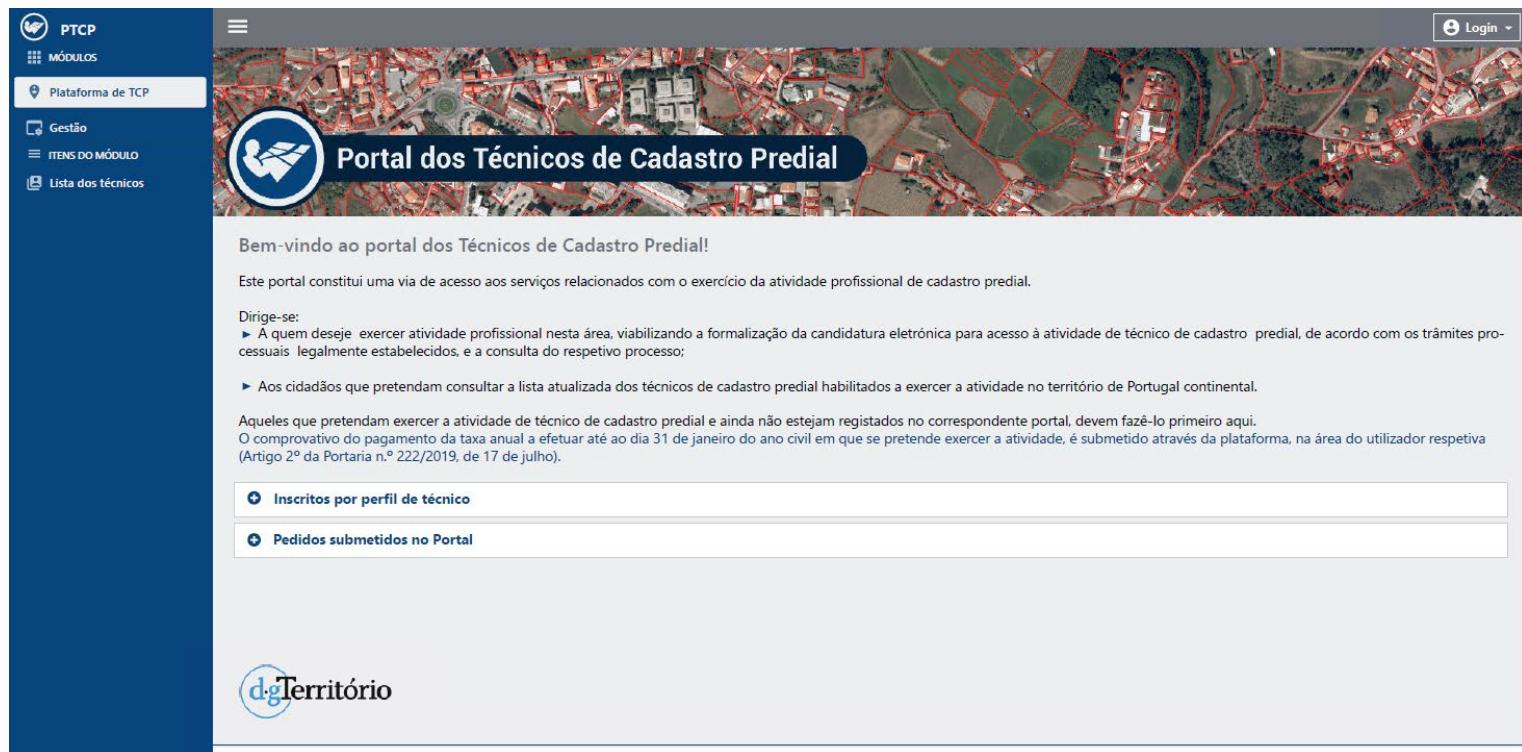 PTCP
Login
MÓDULOS
Plataforma de TCP
Gestão
ITENS DO MÓDULO
Lista dos técnicos
Portal dos Técnicos de Cadastro Predial
Bem-vindo ao portal dos Técnicos de Cadastro Predial!
Este portal constitui uma via de acesso aos serviços relacionados com o exercício da atividade profissional de cadastro predial.
Dirige-se:
► A quem deseje exercer atividade profissional nesta área, viabilizando a formalização da candidatura eletrónica para acesso à atividade de técnico de cadastro predial, de acordo com os trâmites pro-
cessuais legalmente estabelecidos, e a consulta do respetivo processo;
► Aos cidadãos que pretendam consultar a lista atualizada dos técnicos de cadastro predial habilitados a exercer a atividade no território de Portugal continental.
Aqueles que pretendam exercer a atividade de técnico de cadastro predial e ainda não estejam registados no correspondente portal, devem fazê-lo primeiro aqui.
O comprovativo do pagamento da taxa anual a efetuar até ao dia 31 de janeiro do ano civil em que se pretende exercer a atividade, é submetido através da plataforma, na área do utilizador respetiva
(Artigo 2º da Portaria n.º 222/2019, de 17 de julho).
Inscritos por perfil de técnico
Pedidos submetidos no Portal
d·gTerritório